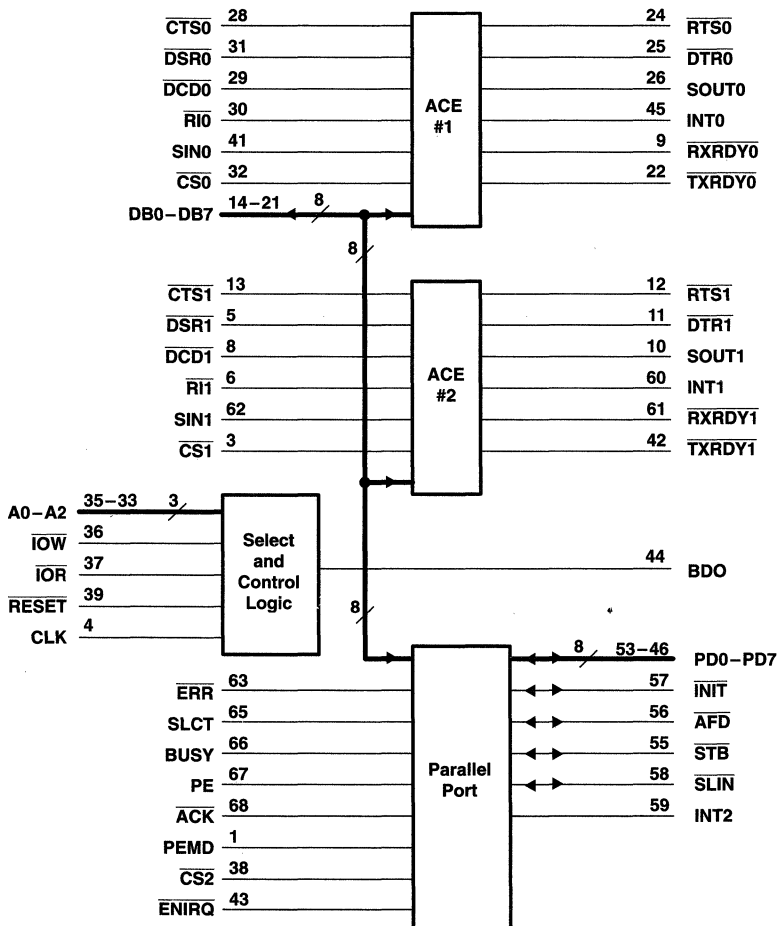 28
CTS0
31
DSR0
29
DCD0
30
RI0
41
SIN0
32
CS0
14–21
8
DB0–DB7
ACE
#1
24
RTS0
25
DTR0
26
SOUT0
45
INT0
9
RXRDY0
22
TXRDY0
8
13
CTS1
5
DSR1
8
DCD1
6
RI1
62
SIN1
3
CS1
ACE
#2
12
RTS1
11
DTR1
10
SOUT1
60
INT1
61
RXRDY1
42
TXRDY1
35–33
3
A0–A2
36
IOW
37
IOR
39
RESET
4
CLK
Select
and
Control
Logic
44
BDO
8
63
ERR
65
SLCT
66
BUSY
67
PE
68
ACK
1
PEMD
38
CS2
43
ENIRQ
Parallel
Port
8
53–46
PD0–PD7
57
INIT
56
AFD
55
STB
58
SLIN
59
INT2